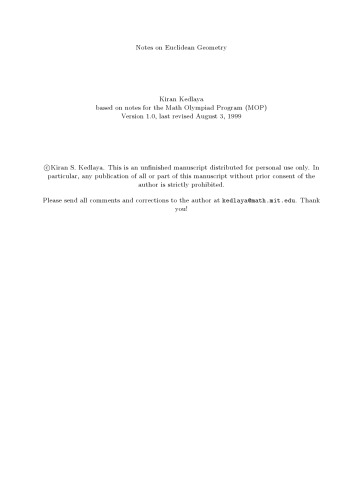 Notes on Euclidean Geometry
Kiran Kedlaya
based on notes for the Math Olympiad Program (MOP)
Version 1.0, last revised August 3, 1999
©Kiran S. Kedlaya. This is an unfinished manuscript distributed for personal use only. In
particular, any publication of all or part of this manuscript without prior consent of the
author is strictly prohibited.
Please send all comments and corrections to the author at kedlaya@math.mit.edu. Thank
you!